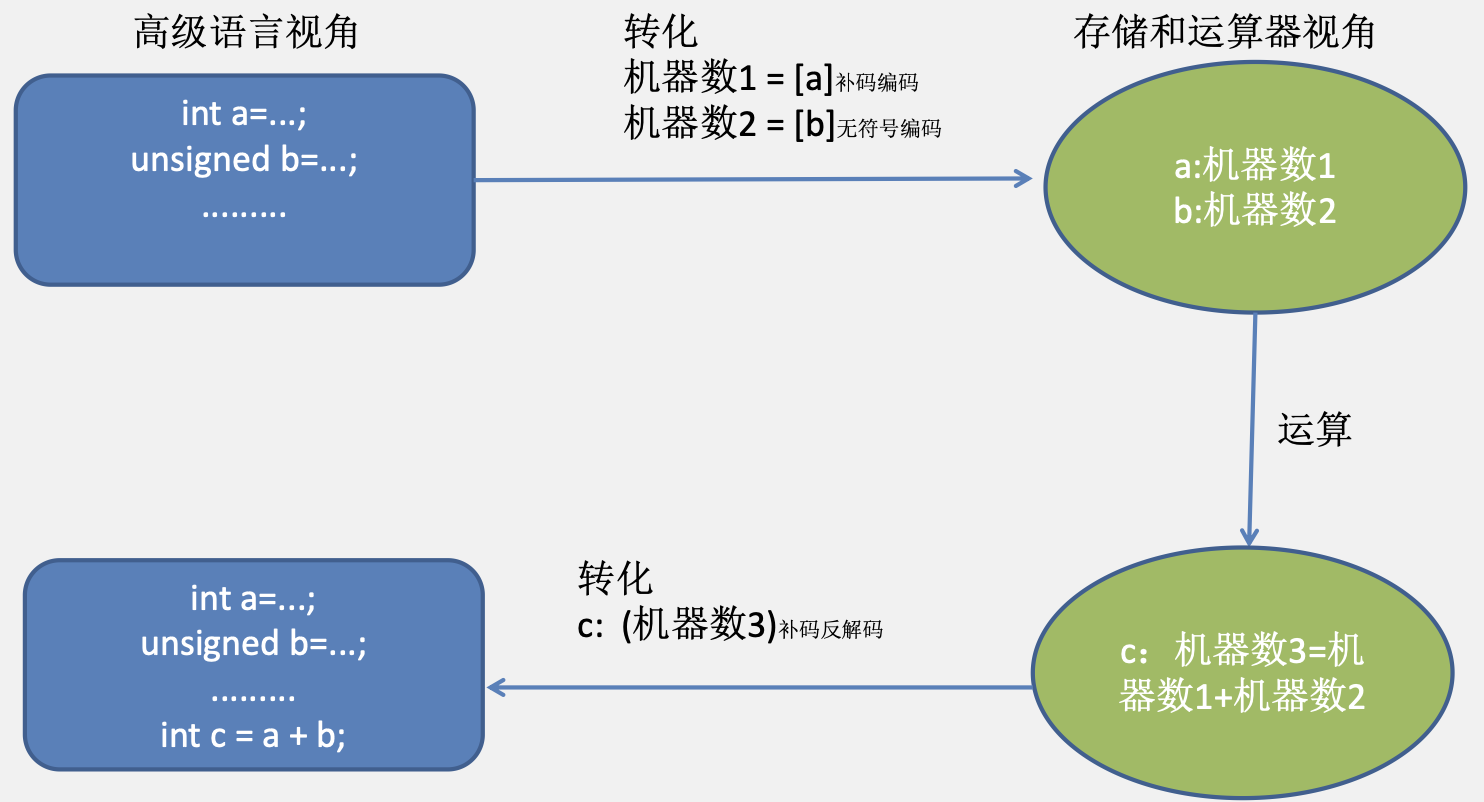 高级语言视角
转化
存储和运算器视角
机器数1 = [a]补码编码
机器数2 = [b]无符号编码
int a=...;
unsigned b=...;
.........
a:机器数1
b:机器数2
运算
转化
c:  (机器数3)补码反解码
int a=...;
unsigned b=...;
.........
int c = a + b;
c：机器数3=机
器数1+机器数2